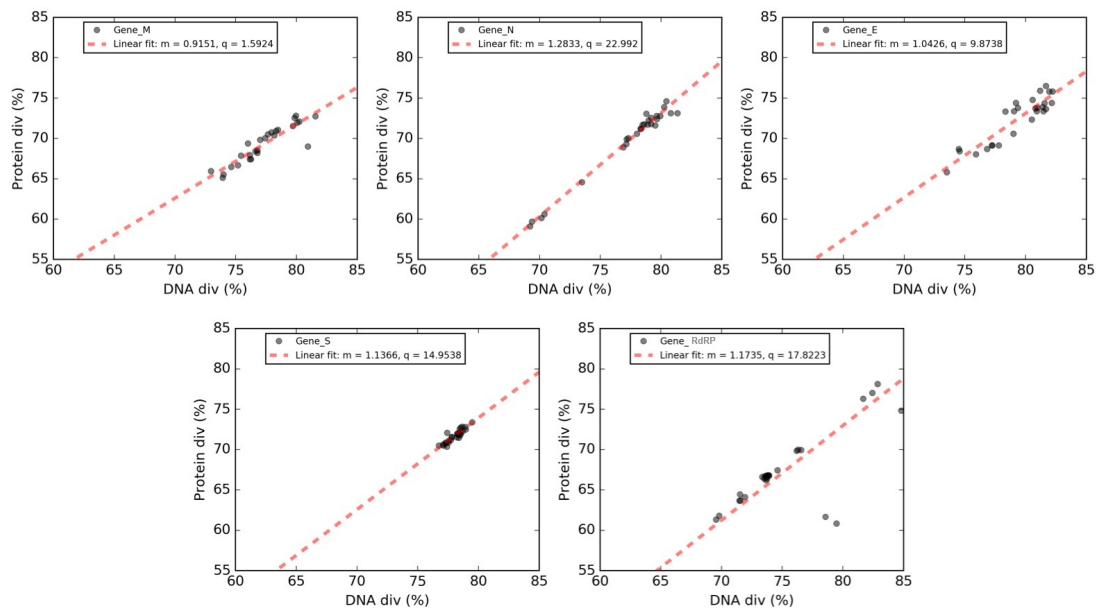 Gene_M
Linear fit: m = 0.9151, q = 1.5924
85
80
75
70
65
60
55
Protein div (%)
60 65 70 75 80 85
DNA div (%)
Gene_N
Linear fit: m = 1.2833, q = 22.992
85
80
75
70
65
60
55
Protein div (%)
60 65 70 75 80 85
DNA div (%)
Gene_E
Linear fit: m = 1.0426, q = 9.8738
85
80
75
70
65
60
55
Protein div (%)
60 65 70 75 80 85
DNA div (%)
Gene_S
Linear fit: m = 1.1366, q = 14.9538
85
80
75
70
65
60
55
Protein div (%)
60 65 70 75 80 85
DNA div (%)
Gene_ RdRP
Linear fit: m = 1.1735, q = 17.8223
85
80
75
70
65
60
55
Protein div (%)
60 65 70 75 80 85
DNA div (%)